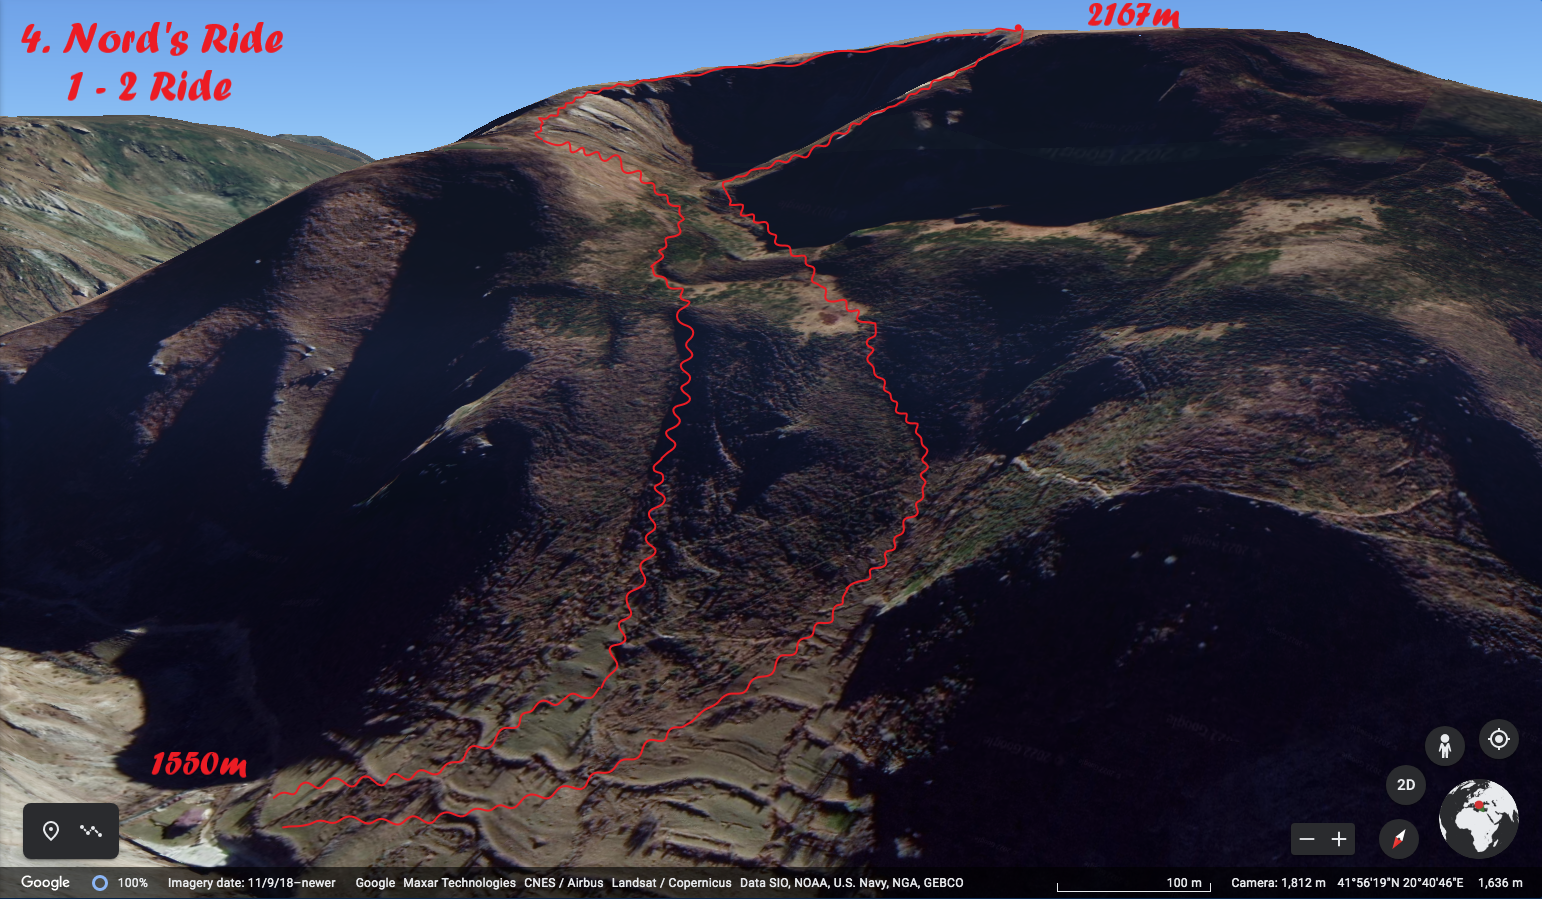 4. Nord's Ride
1 - 2 Ride
2167m
1550m
2D
Google 100% Imagery date: 11/9/18–newer Google Maxar Technologies CNES / Airbus Landsat / Copernicus Data SIO, NOAA, U.S. Navy, NGA, GEBCO 100 m Camera: 1,812 m 41°56'19"N 20°40'46"E 1,636 m